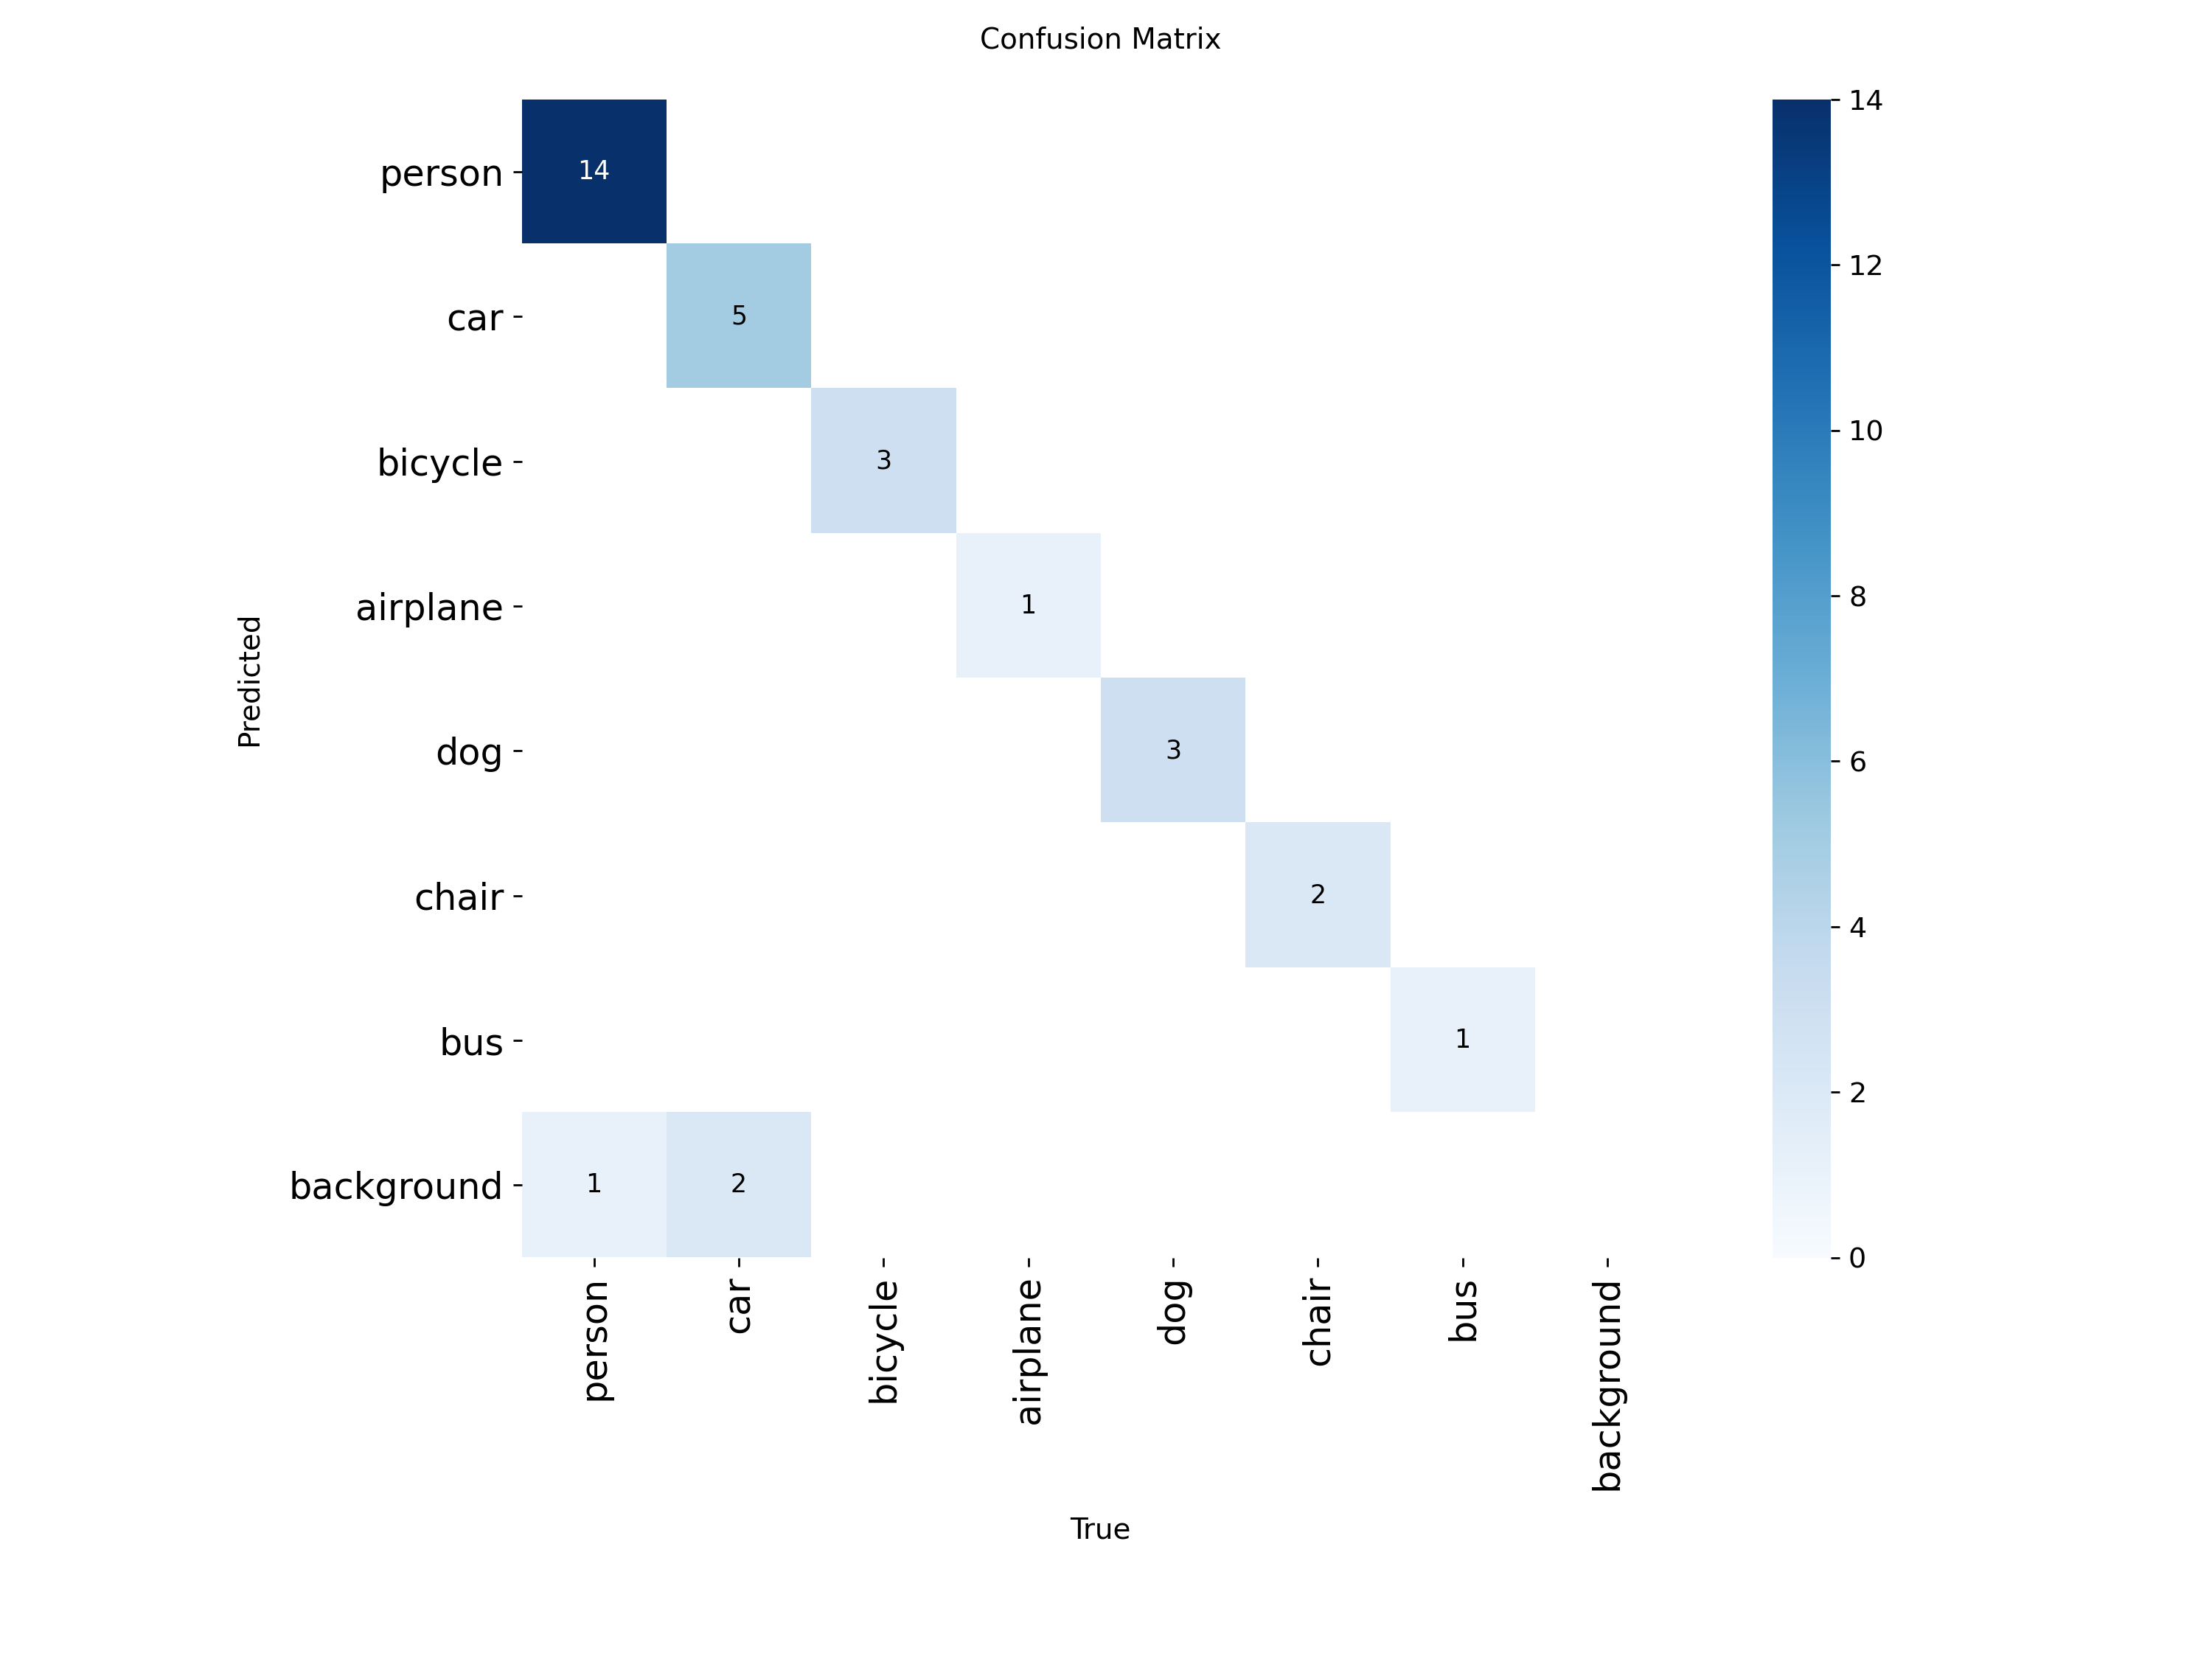 Confusion Matrix
person
14
car
5
bicycle
3
airplane
1
dog
3
chair
2
bus
1
background
1 2
person car bicycle airplane dog chair bus background
True
Predicted
14
12
10
8
6
4
2
0